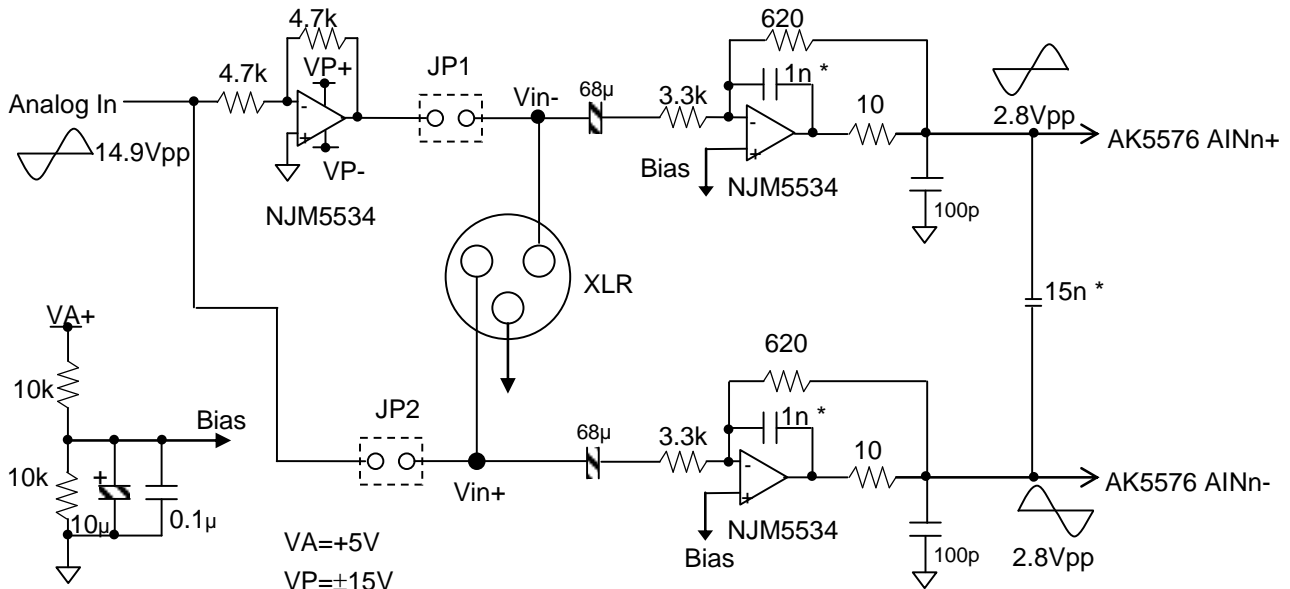 4.7k
620
VP+
JP1
1n *
4.7k
Vin-
68µ
3.3k
10
2.8Vpp
Analog In
14.9Vpp
-
+
-
+
AK5576 AINn+
VP-
Bias
NJM5534
NJM5534
100p
XLR
15n *
VA+
620
10k
JP2
1n *
Bias
68µ
3.3k
10
10k
+
-
+
AK5576 AINn-
Vin+
10µ
0.1µ
NJM5534
VA=+5V
Bias
100p
2.8Vpp
VP=±15V